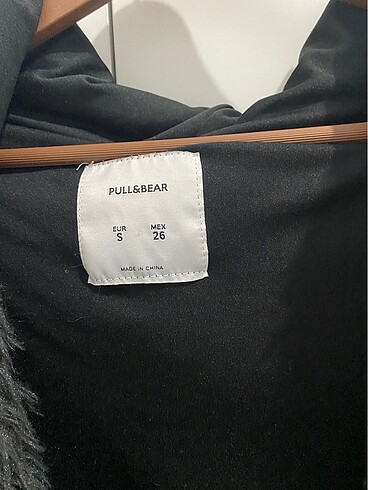 PULL&BEAR
EUR MEX
S 26
MADE IN CHINA